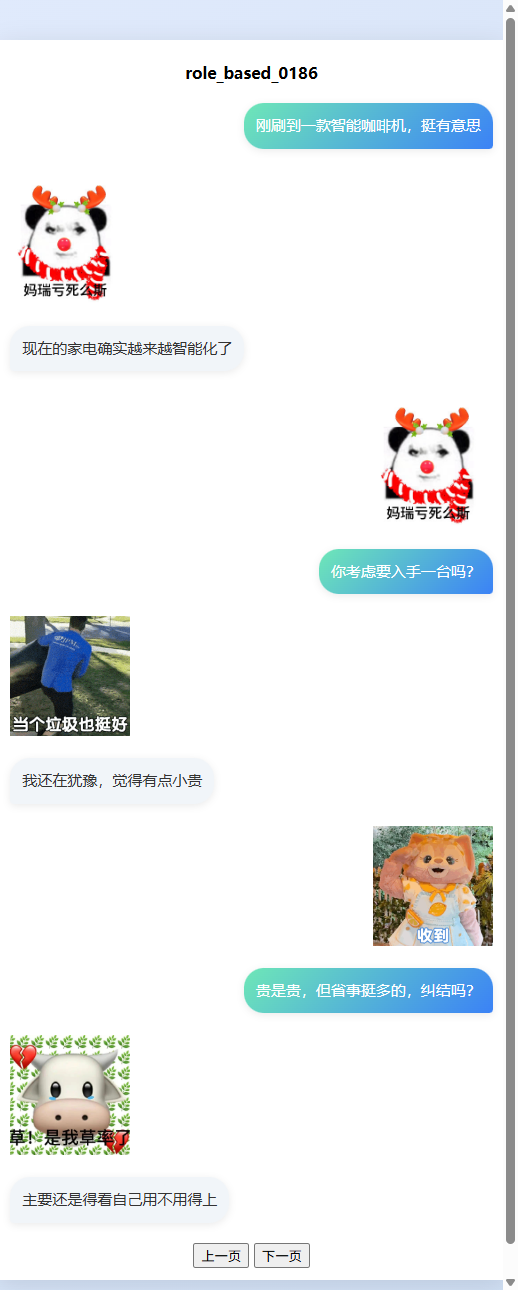 role_based_0186
刚刷到一款智能咖啡机，挺有意思
妈瑞亏死么斯
现在的家电确实越来越智能化了
妈瑞亏死么斯
你考虑要入手一台吗？
当个垃圾也挺好
我还在犹豫，觉得有点小贵
收到
贵是贵，但省事挺多的，纠结吗？
草！是我草率了
主要还是得看自己用不用得上
上一页 下一页